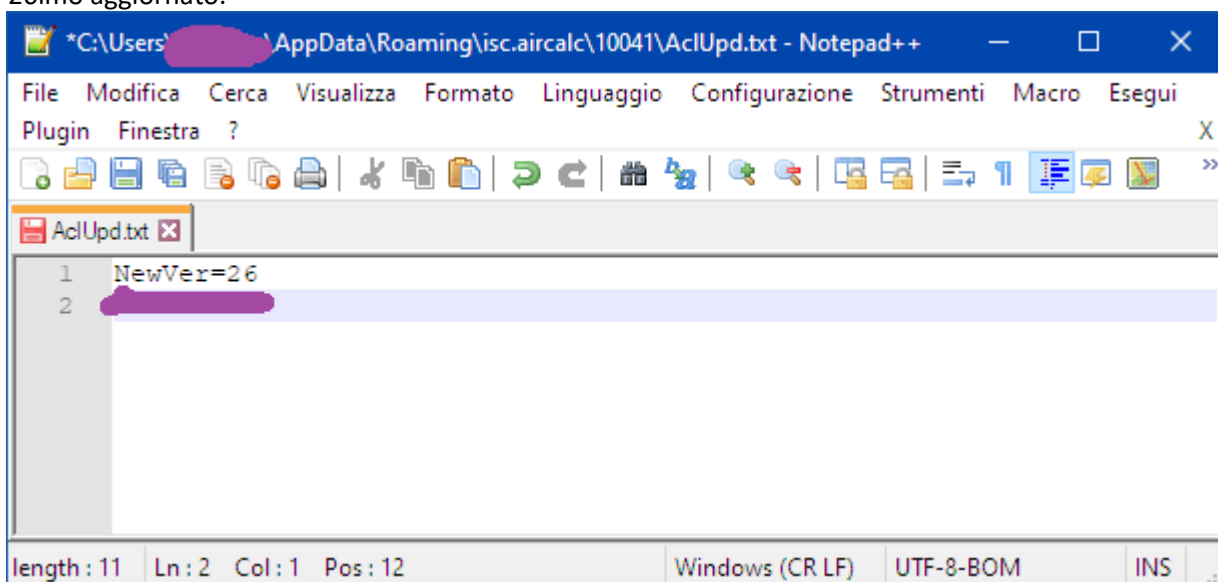 *C:\Users\ \AppData\Roaming\isc.aircalc\10041\AclUpd.txt - Notepad++
File Modifica Cerca Visualizza Formato Linguaggio Configurazione Strumenti Macro Esegui
Plugin Finestra ? X
AclUpd.txt
1 NewVer=26
2
length : 11 Ln : 2 Col : 1 Pos : 12 Windows (CR LF) UTF-8-BOM INS